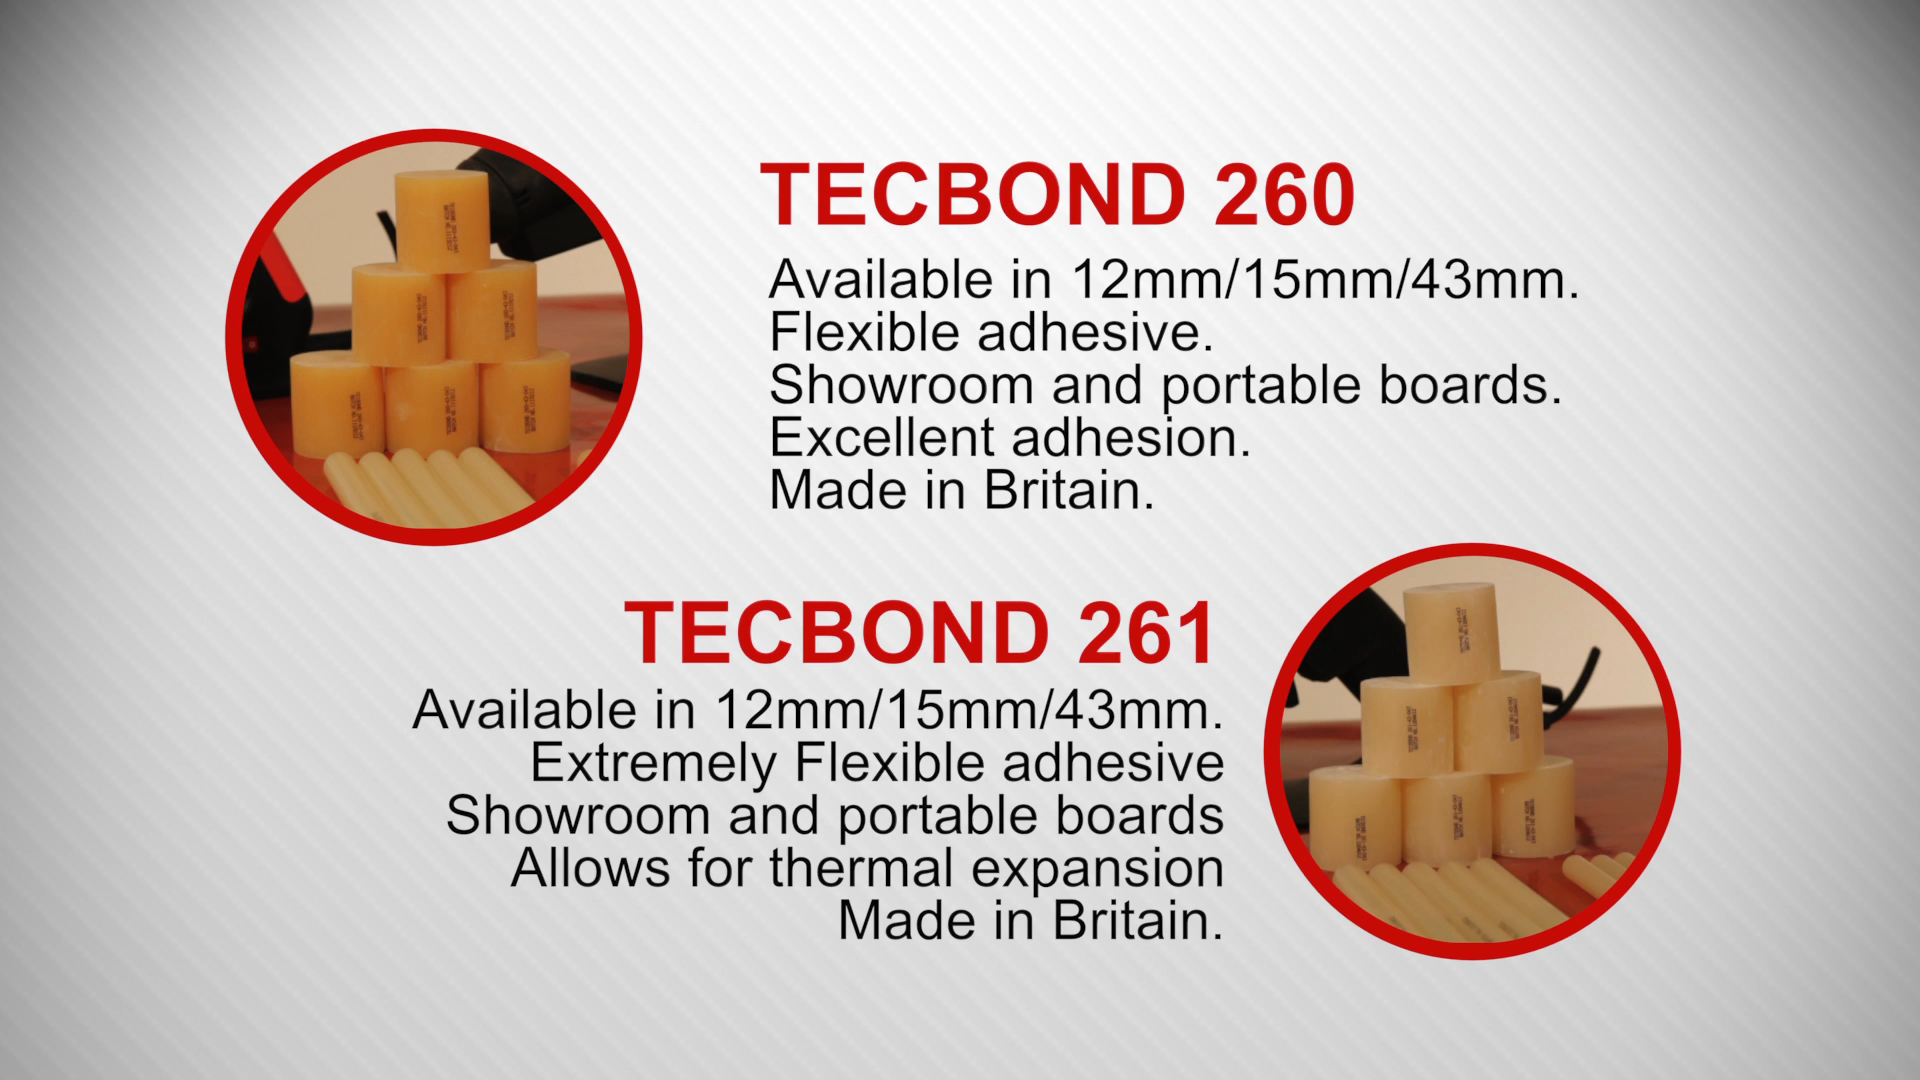 TECBOND 260
Available in 12mm/15mm/43mm.
Flexible adhesive.
Showroom and portable boards.
Excellent adhesion.
Made in Britain.
TECBOND 261
Available in 12mm/15mm/43mm.
Extremely Flexible adhesive
Showroom and portable boards
Allows for thermal expansion
Made in Britain.